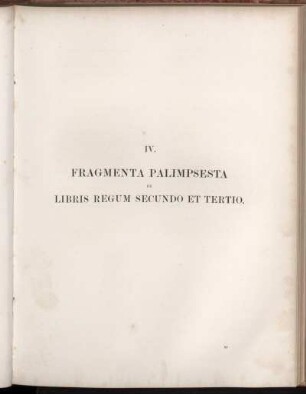 IV.
FRAGMENTA PALIMPSESTA
E
LIBRIS REGUM SECUNDO ET TERTIO.